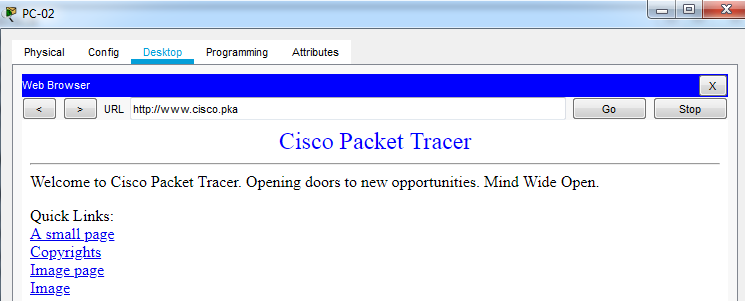 PC-02
Physical Config Desktop Programming Attributes
Web Browser X
< > URL http://www.cisco.pka Go Stop
Cisco Packet Tracer
Welcome to Cisco Packet Tracer. Opening doors to new opportunities. Mind Wide Open.
Quick Links:
A small page
Copyrights
Image page
Image